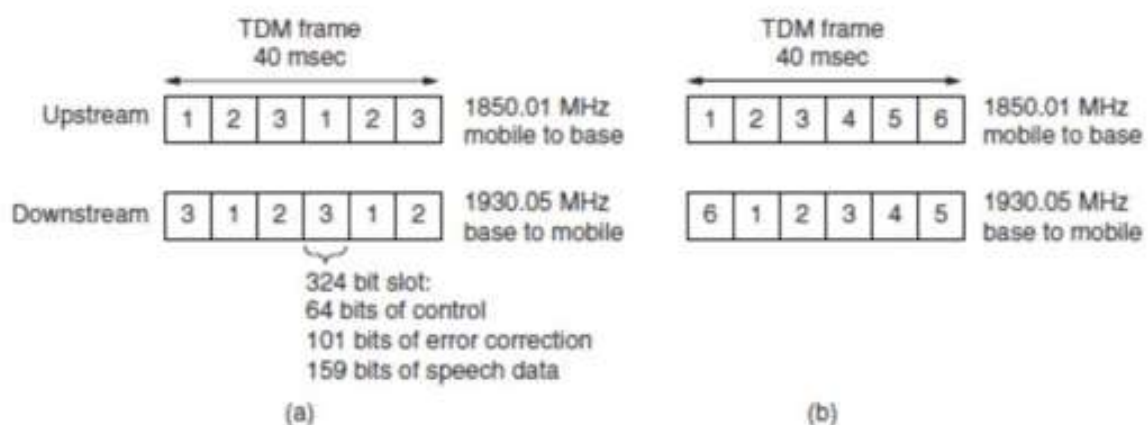 TDM frame
40 msec
Upstream 1 2 3 1 2 3 1850.01 MHz
mobile to base
Downstream 3 1 2 3 1 2 1930.05 MHz
base to mobile
324 bit slot:
64 bits of control
101 bits of error correction
159 bits of speech data
(a)
TDM frame
40 msec
1 2 3 4 5 6 1850.01 MHz
mobile to base
6 1 2 3 4 5 1930.05 MHz
base to mobile
(b)